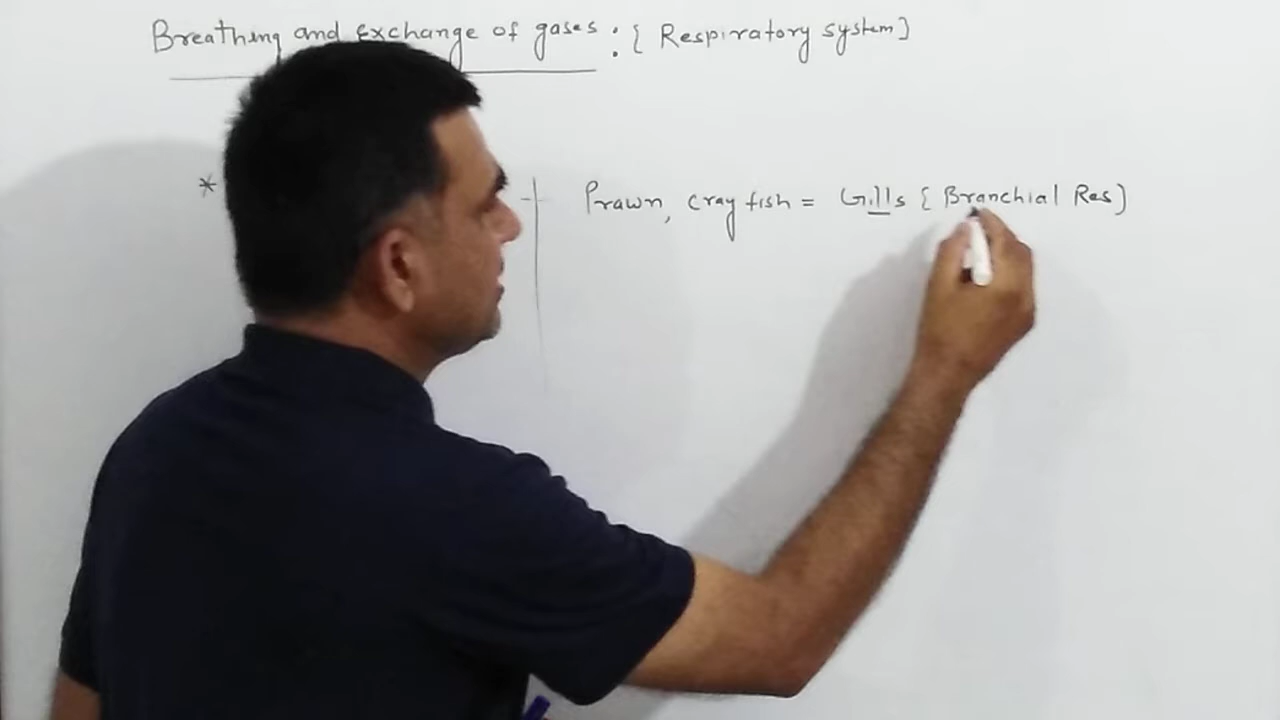 Breathing and exchange of gases : { Respiratory system }
* Prawn, cray fish = Gills { Branchial Res }